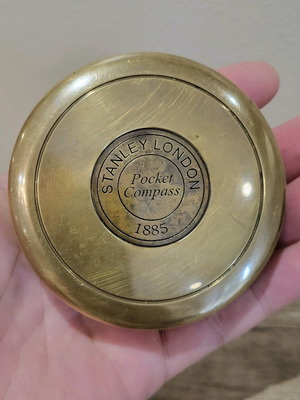 STANLEY LONDON
Pocket
Compass
1885